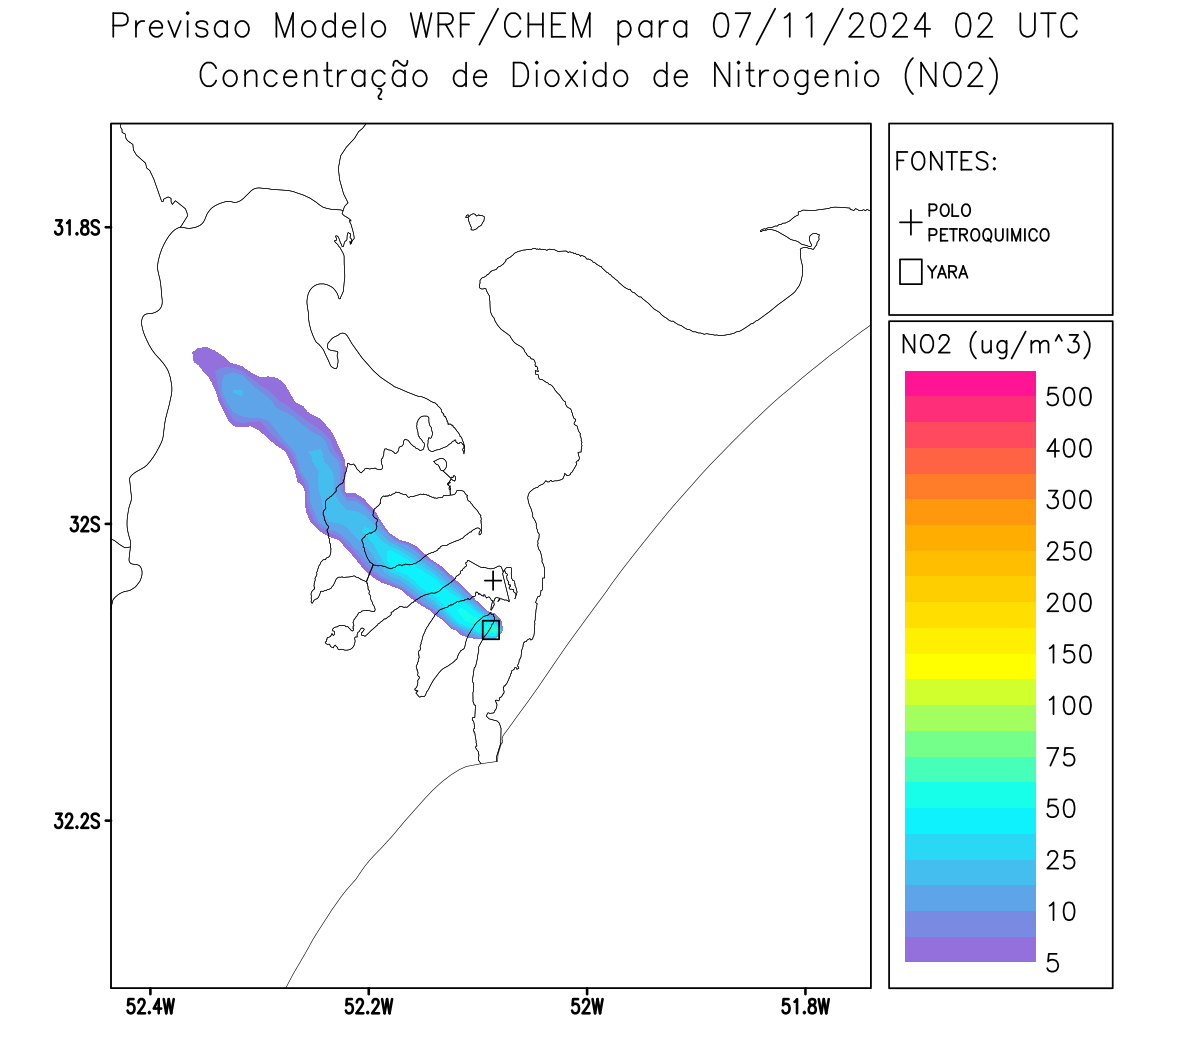 Previsao Modelo WRF/CHEM para 07/11/2024 02 UTC
Concentração de Dioxido de Nitrogenio (NO2)
FONTES:
POLO
PETROQUIMICO
YARA
31.8S
32S
32.2S
52.4W
52.2W
52W
51.8W
NO2 (ug/m^3)
500
400
300
250
200
150
100
75
50
25
10
5